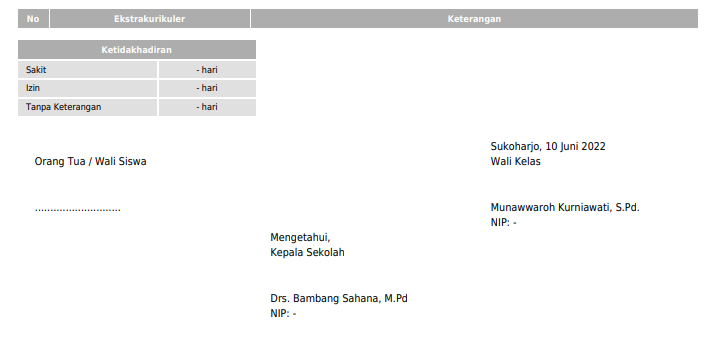 No Ekstrakurikuler Keterangan
Ketidakhadiran
Sakit - hari
Izin - hari
Tanpa Keterangan - hari
Sukoharjo, 10 Juni 2022
Orang Tua / Wali Siswa Wali Kelas
............................ Munawwaroh Kurniawati, S.Pd.
NIP: -
Mengetahui,
Kepala Sekolah
Drs. Bambang Sahana, M.Pd
NIP: -